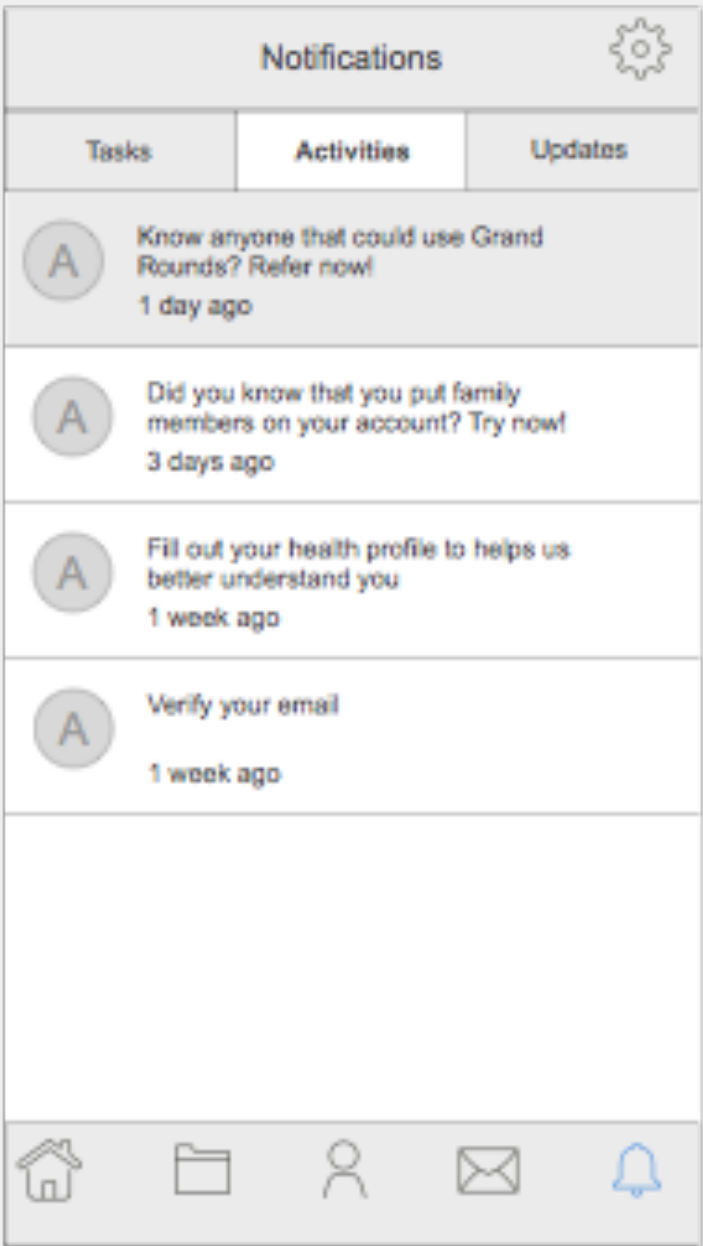 Notifications
Tasks
Activities
Updates
A
Know anyone that could use Grand
Rounds? Refer now!
1 day ago
A
Did you know that you put family
members on your account? Try now!
3 days ago
A
Fill out your health profile to helps us
better understand you
1 week ago
A
Verify your email
1 week ago